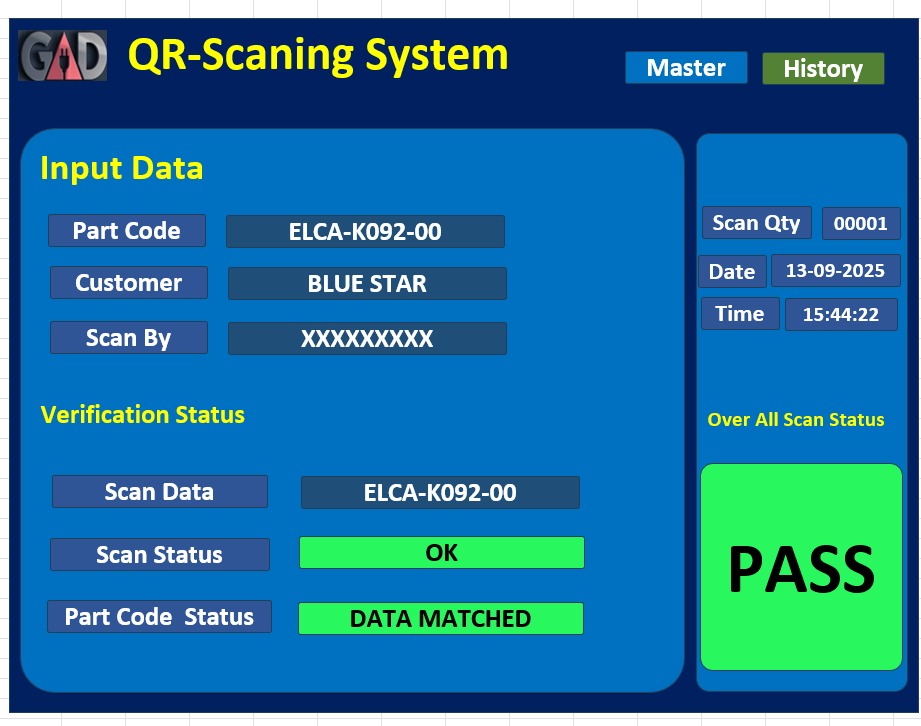 GAD
QR-Scaning System
Master
History
Input Data
Part Code
ELCA-K092-00
Customer
BLUE STAR
Scan By
XXXXXXXXX
Verification Status
Scan Data
ELCA-K092-00
Scan Status
OK
Part Code  Status
DATA MATCHED
Scan Qty
00001
Date
13-09-2025
Time
15:44:22
Over All Scan Status
PASS